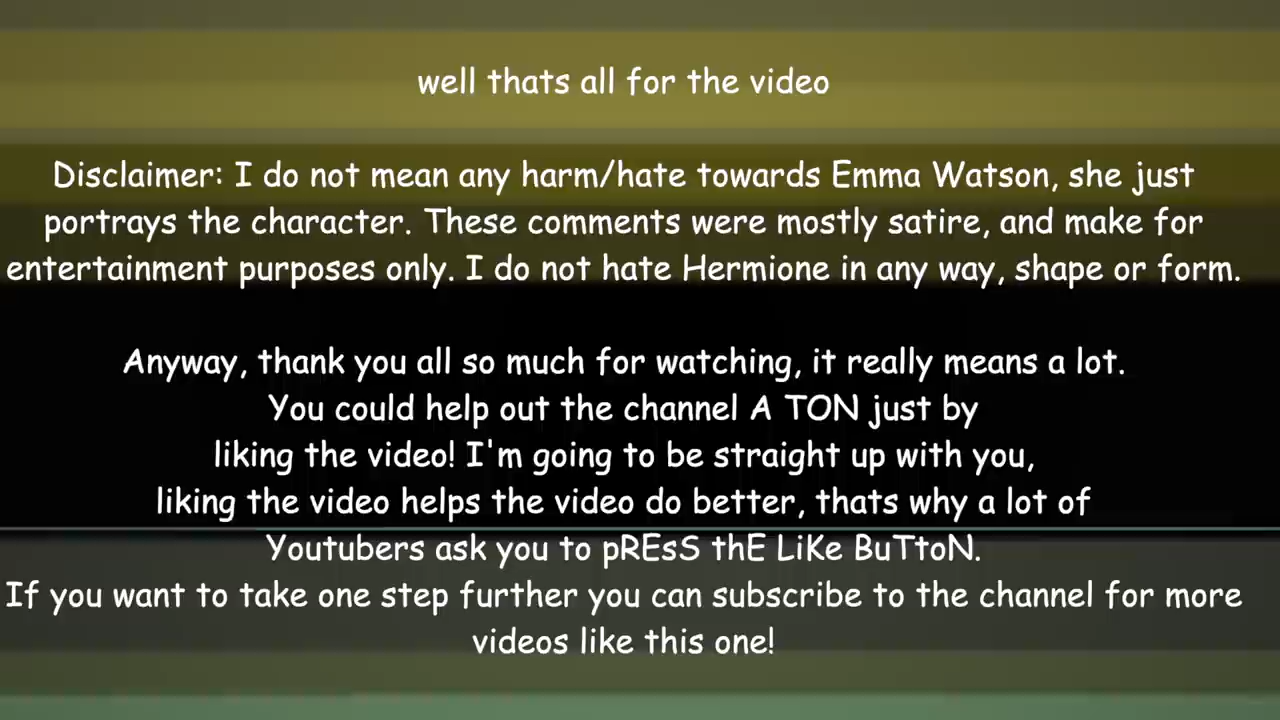 well thats all for the video
Disclaimer: I do not mean any harm/hate towards Emma Watson, she just
portrays the character. These comments were mostly satire, and make for
entertainment purposes only. I do not hate Hermione in any way, shape or form.
Anyway, thank you all so much for watching, it really means a lot.
You could help out the channel A TON just by
liking the video! I'm going to be straight up with you,
liking the video helps the video do better, thats why a lot of
Youtubers ask you to pREsS thE LiKe BuTtoN.
If you want to take one step further you can subscribe to the channel for more
videos like this one!